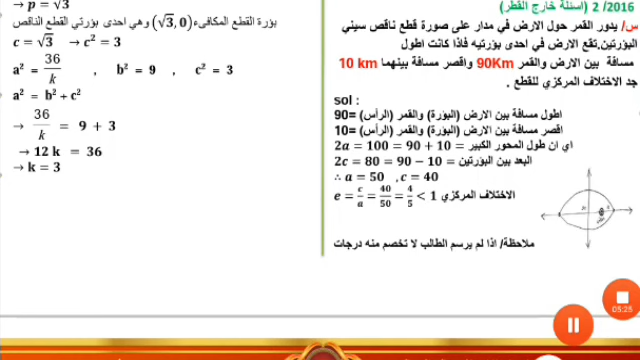 2 /2016 (اسئلة خارج القطر)
س/ يدور القمر حول الارض في مدار على صورة قطع ناقص سيني
البؤرتين.تقع الارض في احدى بؤرتيه فاذا كانت اطول
مسافة بين الارض والقمر 90Km واقصر مسافة بينهما 10 km
جد الاختلاف المركزي للقطع .
sol :
اطول مسافة بين الارض (البؤرة) والقمر (الرأس) =90
اقصر مسافة بين الارض (البؤرة) والقمر (الرأس) =10
اي ان طول المحور الكبير= 2a = 100 = 90 + 10
البعد بين البؤرتين= 2c = 80 = 90 − 10
∴ a = 50 , c = 40
الاختلاف المركزي e = c/a = 40/50 = 4/5 < 1
ملاحظة/ اذا لم يرسم الطالب لا تخصم منه درجات
→ p = √3
بؤرة القطع المكافىء (√3, 0) وهي احدى بؤرتي القطع الناقص
c = √3 → c² = 3
a² = 36/k , b² = 9 , c² = 3
a² = b² + c²
→ 36/k = 9 + 3
→ 12 k = 36
→ k = 3
05:25